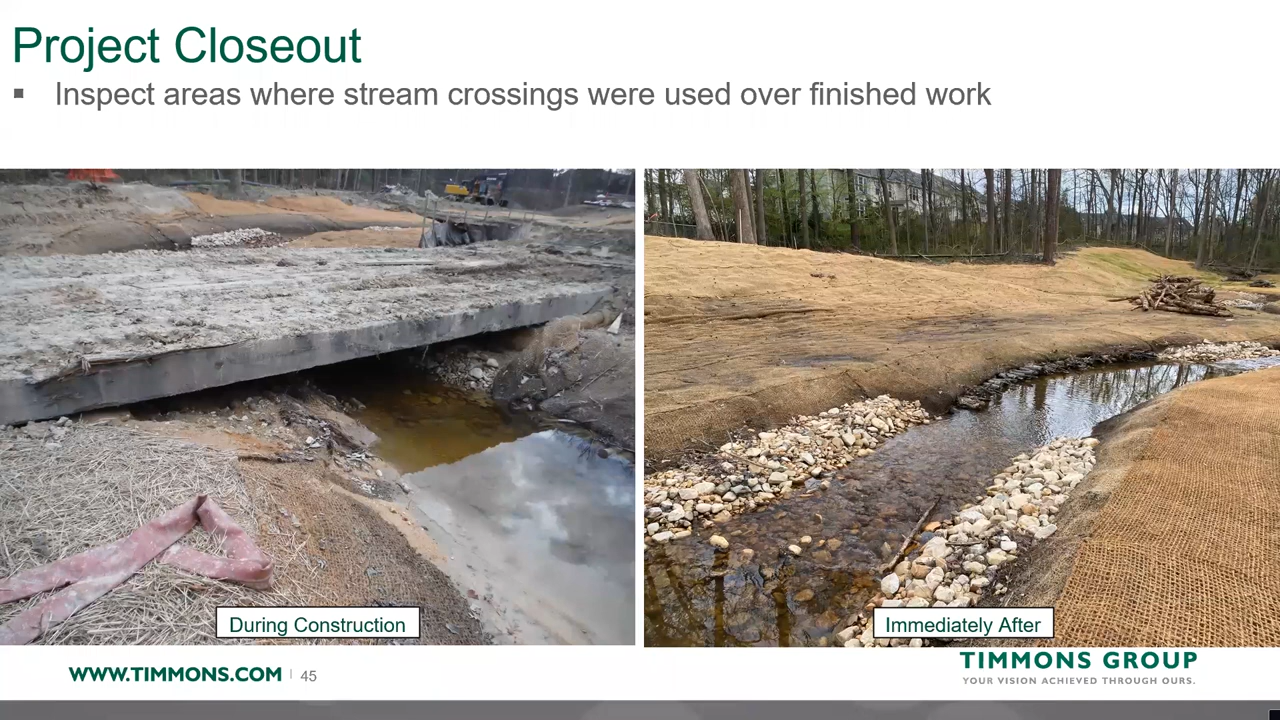 Project Closeout
▪ Inspect areas where stream crossings were used over finished work
During Construction
Immediately After
WWW.TIMMONS.COM | 45
TIMMONS GROUP
YOUR VISION ACHIEVED THROUGH OURS.